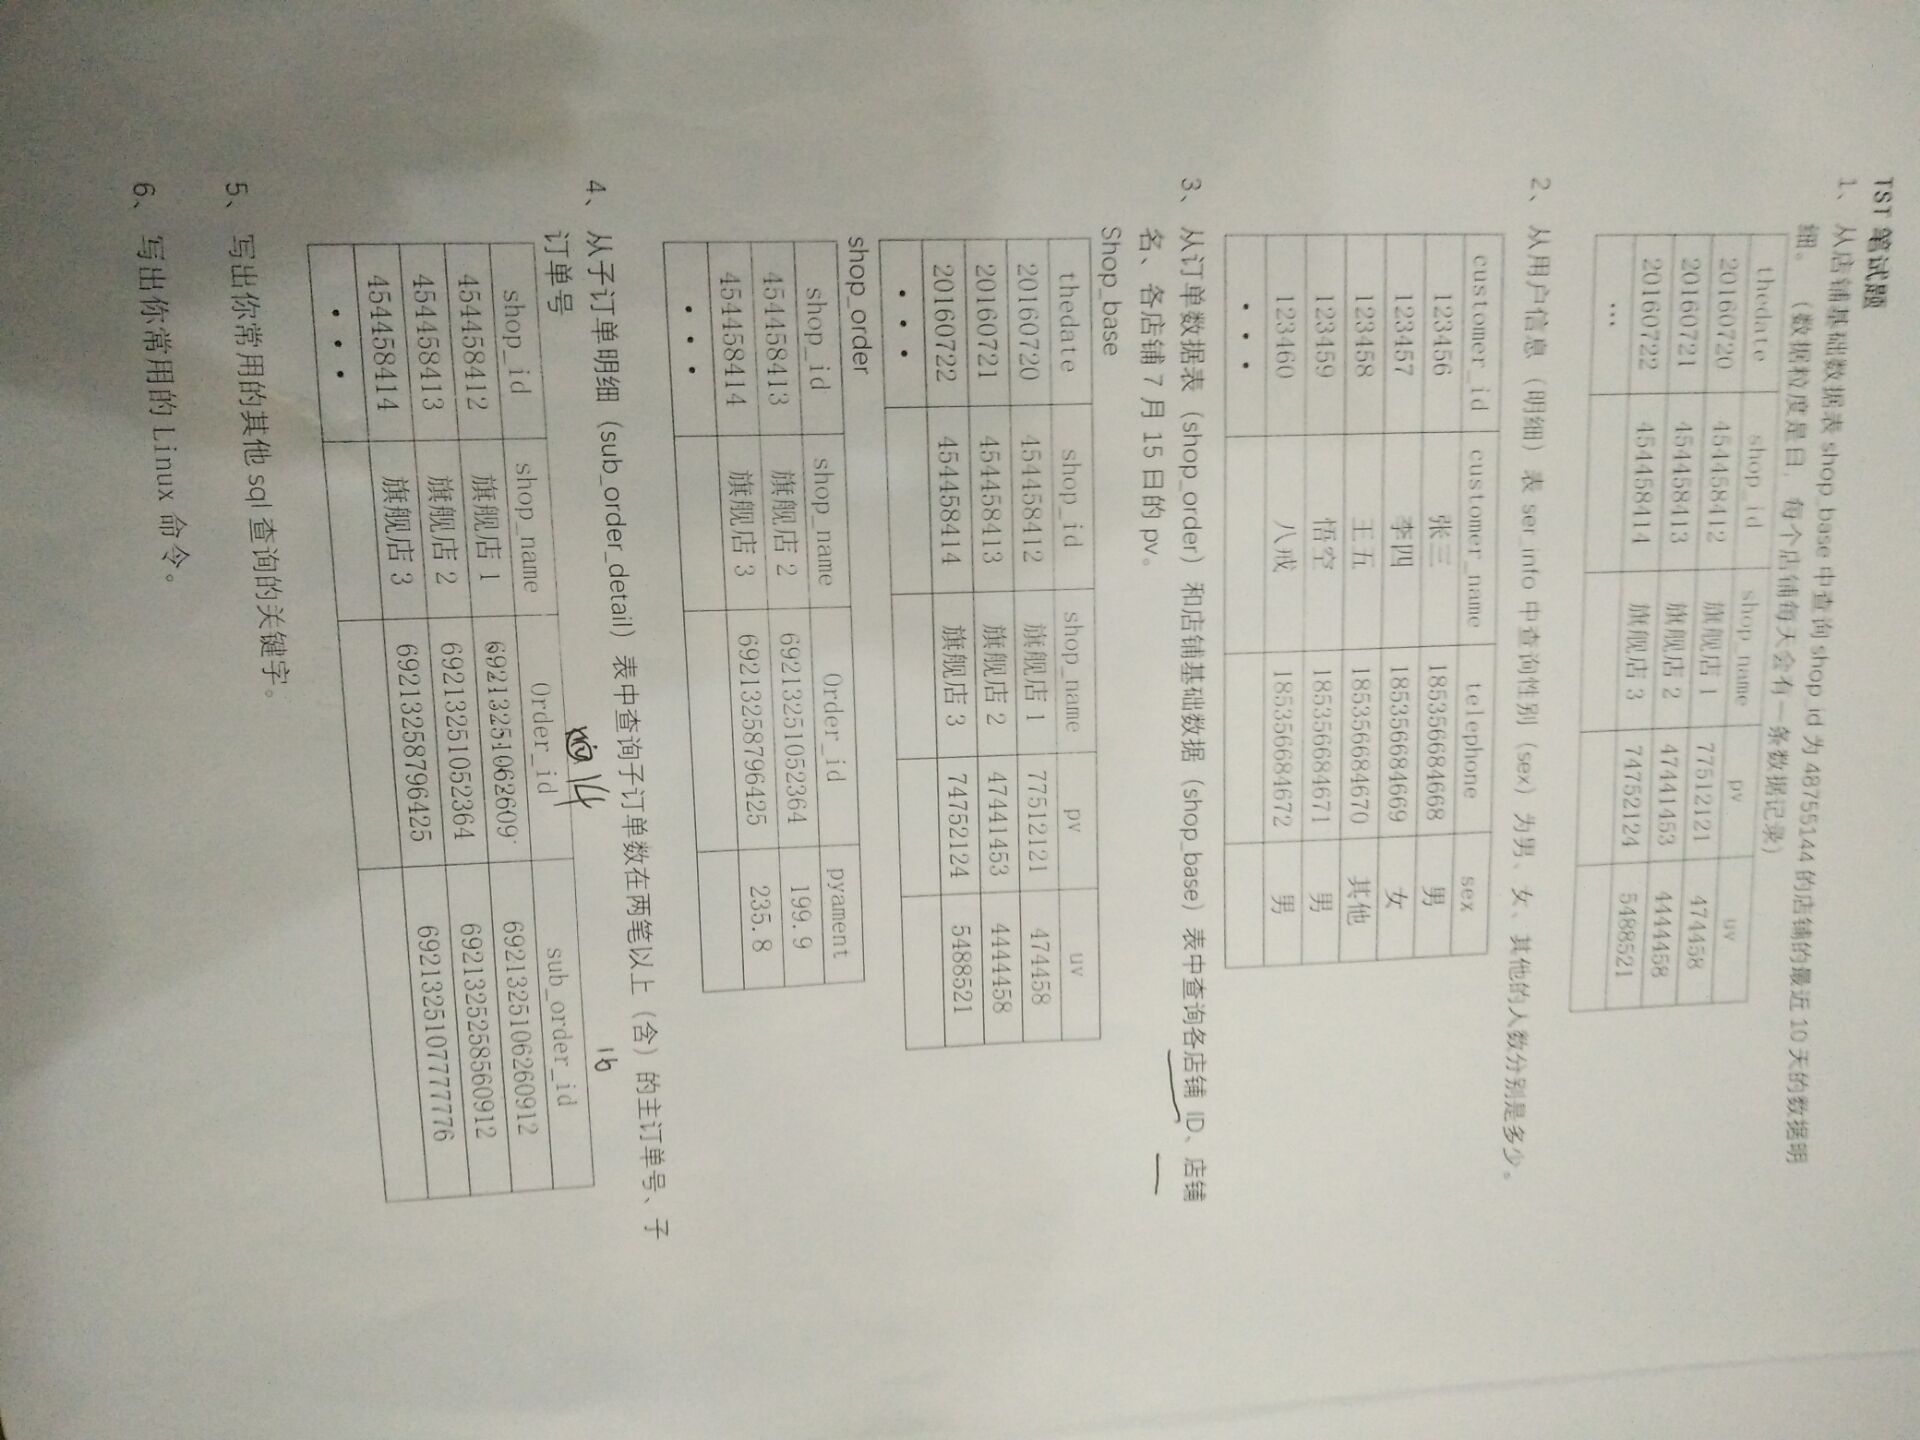 TST 笔试题
1、 从店铺基础数据表 shop_base 中查询 shop_id 为 48755144 的店铺的最近 10 天的数据明
细。 （数据粒度是日，每个店铺每天会有一条数据记录）
thedate shop_id shop_name pv uv
20160720 454458412 旗舰店 1 77512121 474458
20160721 454458413 旗舰店 2 47441453 4444458
20160722 454458414 旗舰店 3 74752124 5488521
...
2、 从用户信息（明细）表 ser_info 中查询性别（sex）为男、女、其他的人数分别是多少。
customer_id customer_name telephone sex
123456 张三 18535684668 男
123457 李四 18535684669 女
123458 王五 18535684670 其他
123459 悟空 18535684671 男
123460 八戒 18535684672 男
• • •
3、 从订单数据表（shop_order）和店铺基础数据（shop_base）表中查询各店铺 ID、店铺
名、各店铺 7 月 15 日的 pv。
Shop_base
thedate shop_id shop_name pv uv
20160720 454458412 旗舰店 1 77512121 474458
20160721 454458413 旗舰店 2 47441453 4444458
20160722 454458414 旗舰店 3 74752124 5488521
• • •
shop_order
shop_id shop_name Order_id pyament
454458413 旗舰店 2 6921325105​2364 199.9
454458414 旗舰店 3 69213258796425 235.8
• • •
4、 从子订单明细（sub_order_detail）表中查询子订单数在两笔以上（含）的主订单号、子
订单号
14 16
shop_id shop_name Order_id sub_order_id
454458412 旗舰店 1 69213251062609 6921325106260912
454458413 旗舰店 2 69213251052364 6921325258560912
454458414 旗舰店 3 69213258796425 6921325107777776
• • •
5、 写出你常用的其他 sql 查询的关键字。
6、 写出你常用的 Linux 命令。